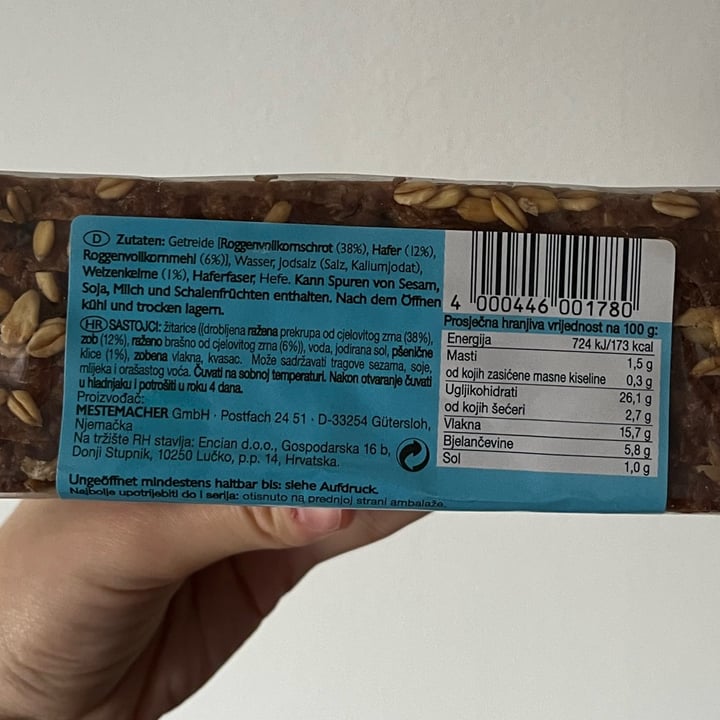 D Zutaten: Getreide [Roggenvollkornschrot (38%), Hafer (12%),
Roggenvollkornmehl (6%)], Wasser, Jodsalz (Salz, Kaliumjodat),
Weizenkeime (1%), Haferfaser, Hefe. Kann Spuren von Sesam,
Soja, Milch und Schalenfrüchten enthalten. Nach dem Öffnen
kühl und trocken lagern.
HR SASTOJCI: žitarice ((drobljena ražena prekrupa od cjelovitog zrna (38%),
zob (12%), raženo brašno od cjelovitog zrna (6%)), voda, jodirana sol, pšenične
klice (1%), zobena vlakna, kvasac. Može sadržavati tragove sezama, soje,
mlijeka i orašastog voća. Čuvati na sobnoj temperaturi. Nakon otvaranje čuvati
u hladnjaku i potrošiti u roku 4 dana.
Proizvođač:
MESTEMACHER GmbH · Postfach 24 51 · D-33254 Gütersloh,
Njemačka
Na tržište RH stavlja: Encian d.o.o., Gospodarska 16 b,
Donji Stupnik, 10250 Lučko, p.p. 14, Hrvatska.
Ungeöffnet mindestens haltbar bis: siehe Aufdruck.
Najbolje upotrijebiti do i serija: otisnuto na prednjoj strani ambalaže.
4 000446 001780
Prosječna hranjiva vrijednost na 100 g:
Energija 724 kJ/173 kcal
Masti 1,5 g
od kojih zasićene masne kiseline 0,3 g
Ugljikohidrati 26,1 g
od kojih šećeri 2,7 g
Vlakna 15,7 g
Bjelančevine 5,8 g
Sol 1,0 g